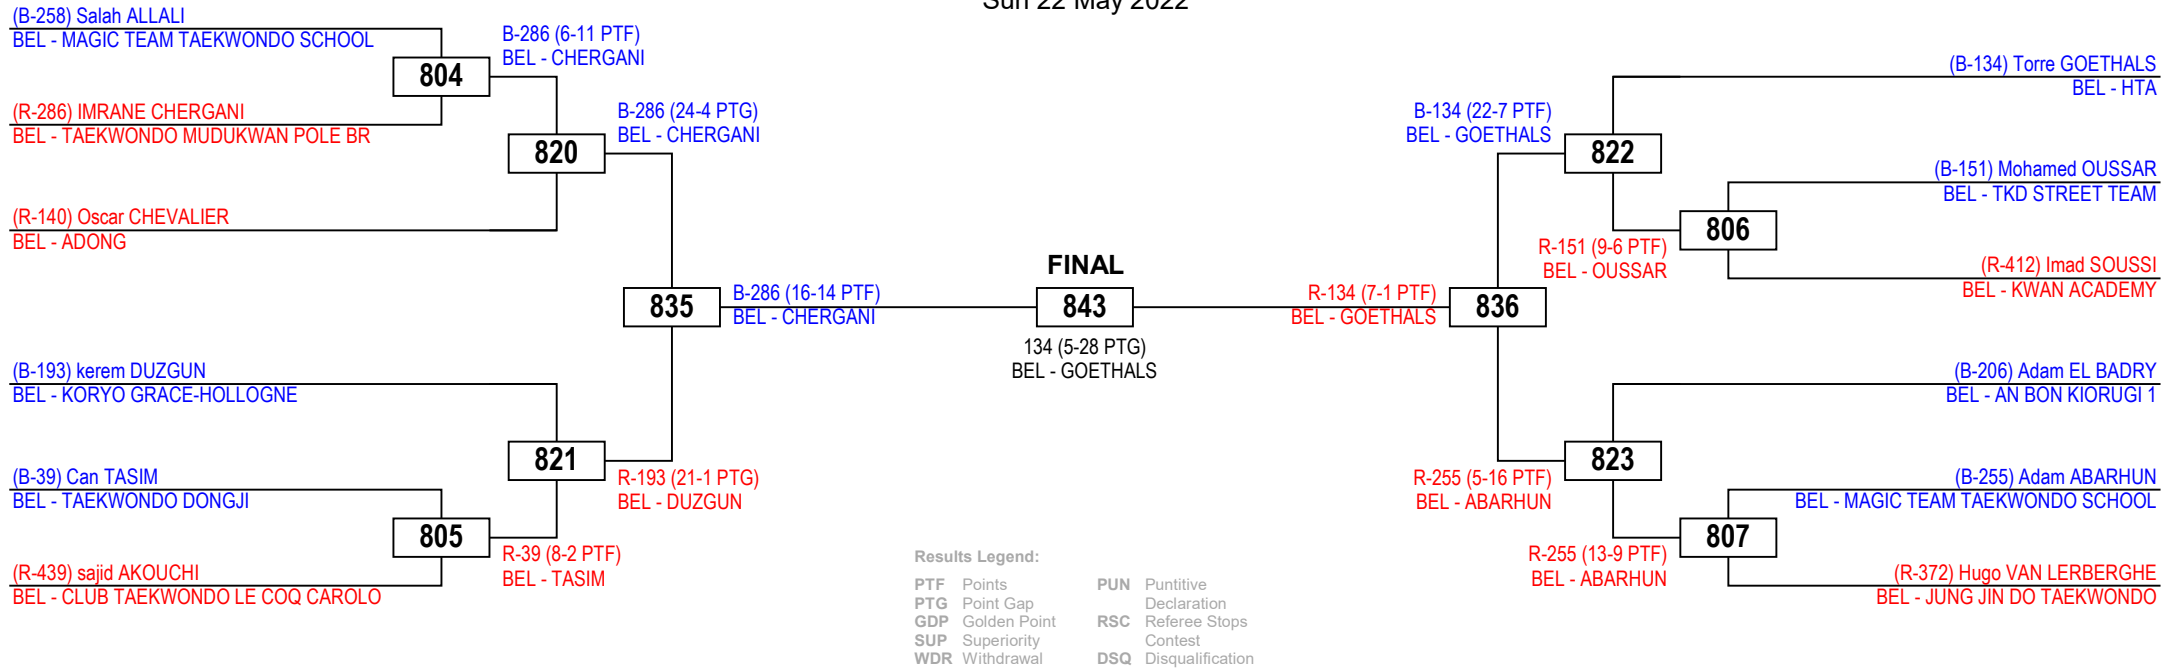 Sun 22 May 2022
(B-258) Salah ALLALI
BEL - MAGIC TEAM TAEKWONDO SCHOOL
804
(R-286) IMRANE CHERGANI
BEL - TAEKWONDO MUDUKWAN POLE BR
B-286 (6-11 PTF)
BEL - CHERGANI
820
(R-140) Oscar CHEVALIER
BEL - ADONG
B-286 (24-4 PTG)
BEL - CHERGANI
835
B-286 (16-14 PTF)
BEL - CHERGANI
(B-193) kerem DUZGUN
BEL - KORYO GRACE-HOLLOGNE
821
R-193 (21-1 PTG)
BEL - DUZGUN
(B-39) Can TASIM
BEL - TAEKWONDO DONGJI
805
(R-439) sajid AKOUCHI
BEL - CLUB TAEKWONDO LE COQ CAROLO
R-39 (8-2 PTF)
BEL - TASIM
FINAL
843
134 (5-28 PTG)
BEL - GOETHALS
(B-134) Torre GOETHALS
BEL - HTA
B-134 (22-7 PTF)
BEL - GOETHALS
822
(B-151) Mohamed OUSSAR
BEL - TKD STREET TEAM
806
R-151 (9-6 PTF)
BEL - OUSSAR
(R-412) Imad SOUSSI
BEL - KWAN ACADEMY
R-134 (7-1 PTF)
BEL - GOETHALS
836
(B-206) Adam EL BADRY
BEL - AN BON KIORUGI 1
823
R-255 (5-16 PTF)
BEL - ABARHUN
(B-255) Adam ABARHUN
BEL - MAGIC TEAM TAEKWONDO SCHOOL
807
R-255 (13-9 PTF)
BEL - ABARHUN
(R-372) Hugo VAN LERBERGHE
BEL - JUNG JIN DO TAEKWONDO
Results Legend:
PTF Points PUN Puntitive
PTG Point Gap Declaration
GDP Golden Point RSC Referee Stops
SUP Superiority Contest
WDR Withdrawal DSQ Disqualification